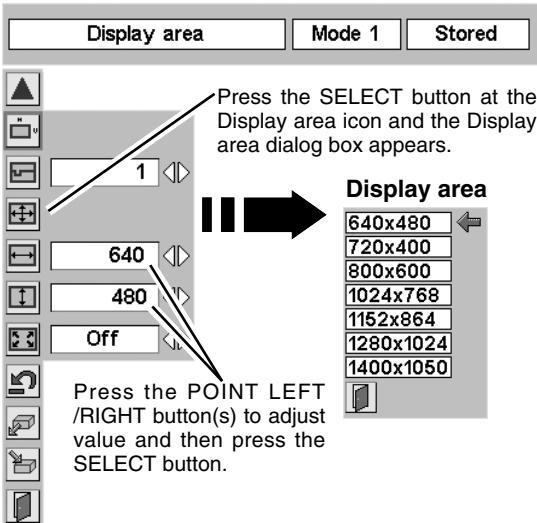 Display area
Mode 1
Stored
H
V
Press the SELECT button at the
Display area icon and the Display
area dialog box appears.
1
Display area
640x480
720x400
800x600
1024x768
1152x864
1280x1024
1400x1050
640
480
Off
Press the POINT LEFT
/RIGHT button(s) to adjust
value and then press the
SELECT button.